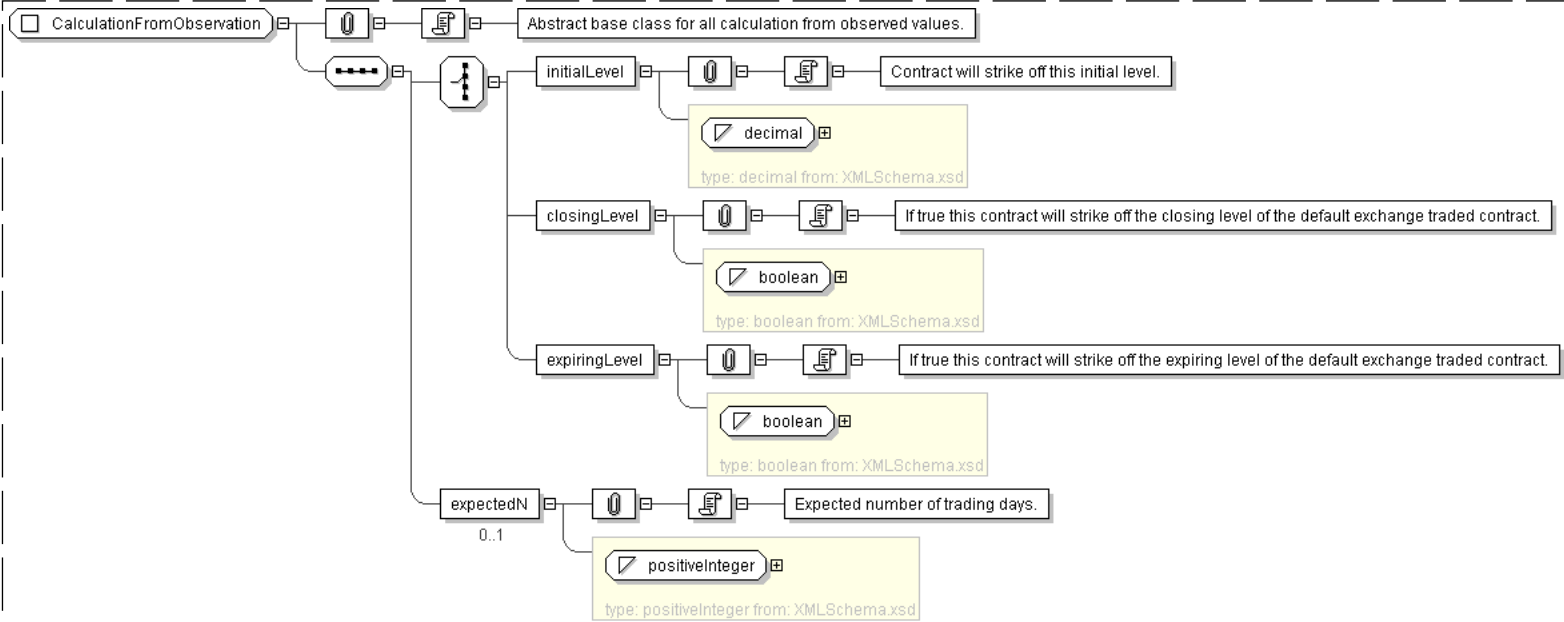 CalculationFromObservation
Abstract base class for all calculation from observed values.
initialLevel
Contract will strike off this initial level.
decimal
type: decimal from: XMLSchema.xsd
closingLevel
If true this contract will strike off the closing level of the default exchange traded contract.
boolean
type: boolean from: XMLSchema.xsd
expiringLevel
If true this contract will strike off the expiring level of the default exchange traded contract.
boolean
type: boolean from: XMLSchema.xsd
expectedN
Expected number of trading days.
0..1
positiveInteger
type: positiveInteger from: XMLSchema.xsd